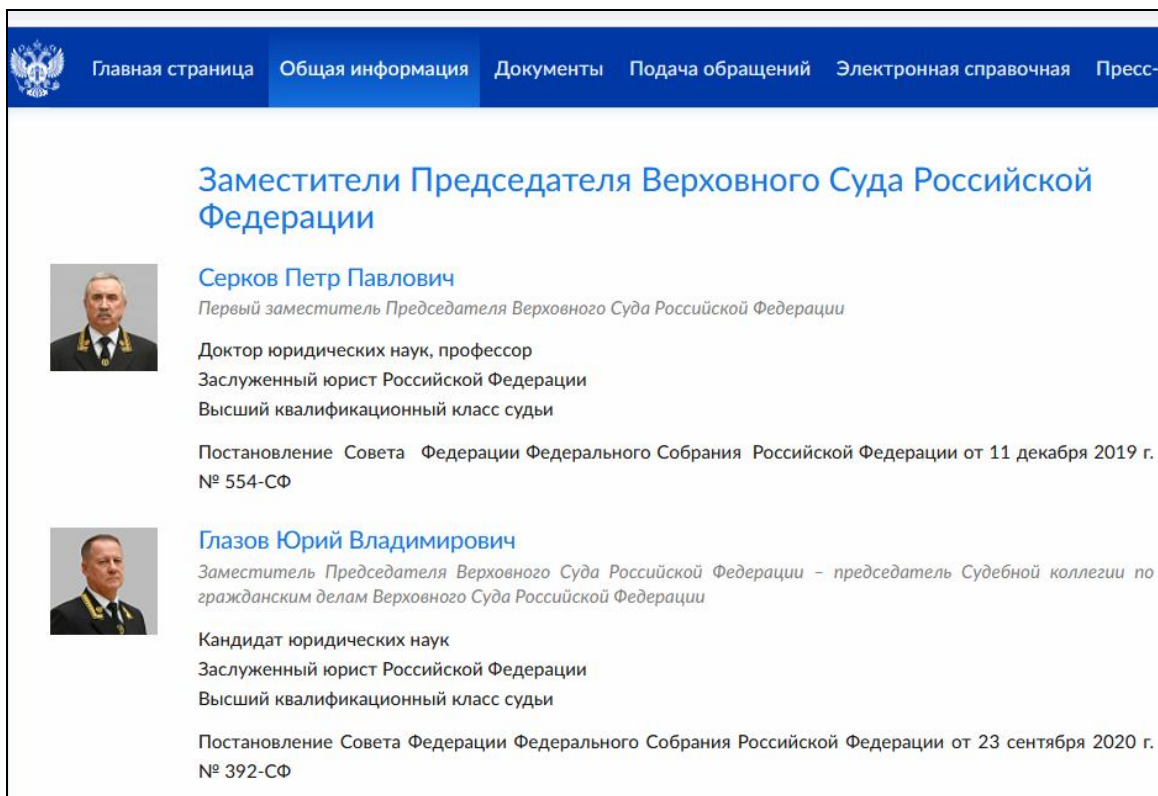 Главная страница Общая информация Документы Подача обращений Электронная справочная Пресс-
Заместители Председателя Верховного Суда Российской
Федерации
Серков Петр Павлович
Первый заместитель Председателя Верховного Суда Российской Федерации
Доктор юридических наук, профессор
Заслуженный юрист Российской Федерации
Высший квалификационный класс судьи
Постановление Совета Федерации Федерального Собрания Российской Федерации от 11 декабря 2019 г.
№ 554-СФ
Глазов Юрий Владимирович
Заместитель Председателя Верховного Суда Российской Федерации – председатель Судебной коллегии по
гражданским делам Верховного Суда Российской Федерации
Кандидат юридических наук
Заслуженный юрист Российской Федерации
Высший квалификационный класс судьи
Постановление Совета Федерации Федерального Собрания Российской Федерации от 23 сентября 2020 г.
№ 392-СФ